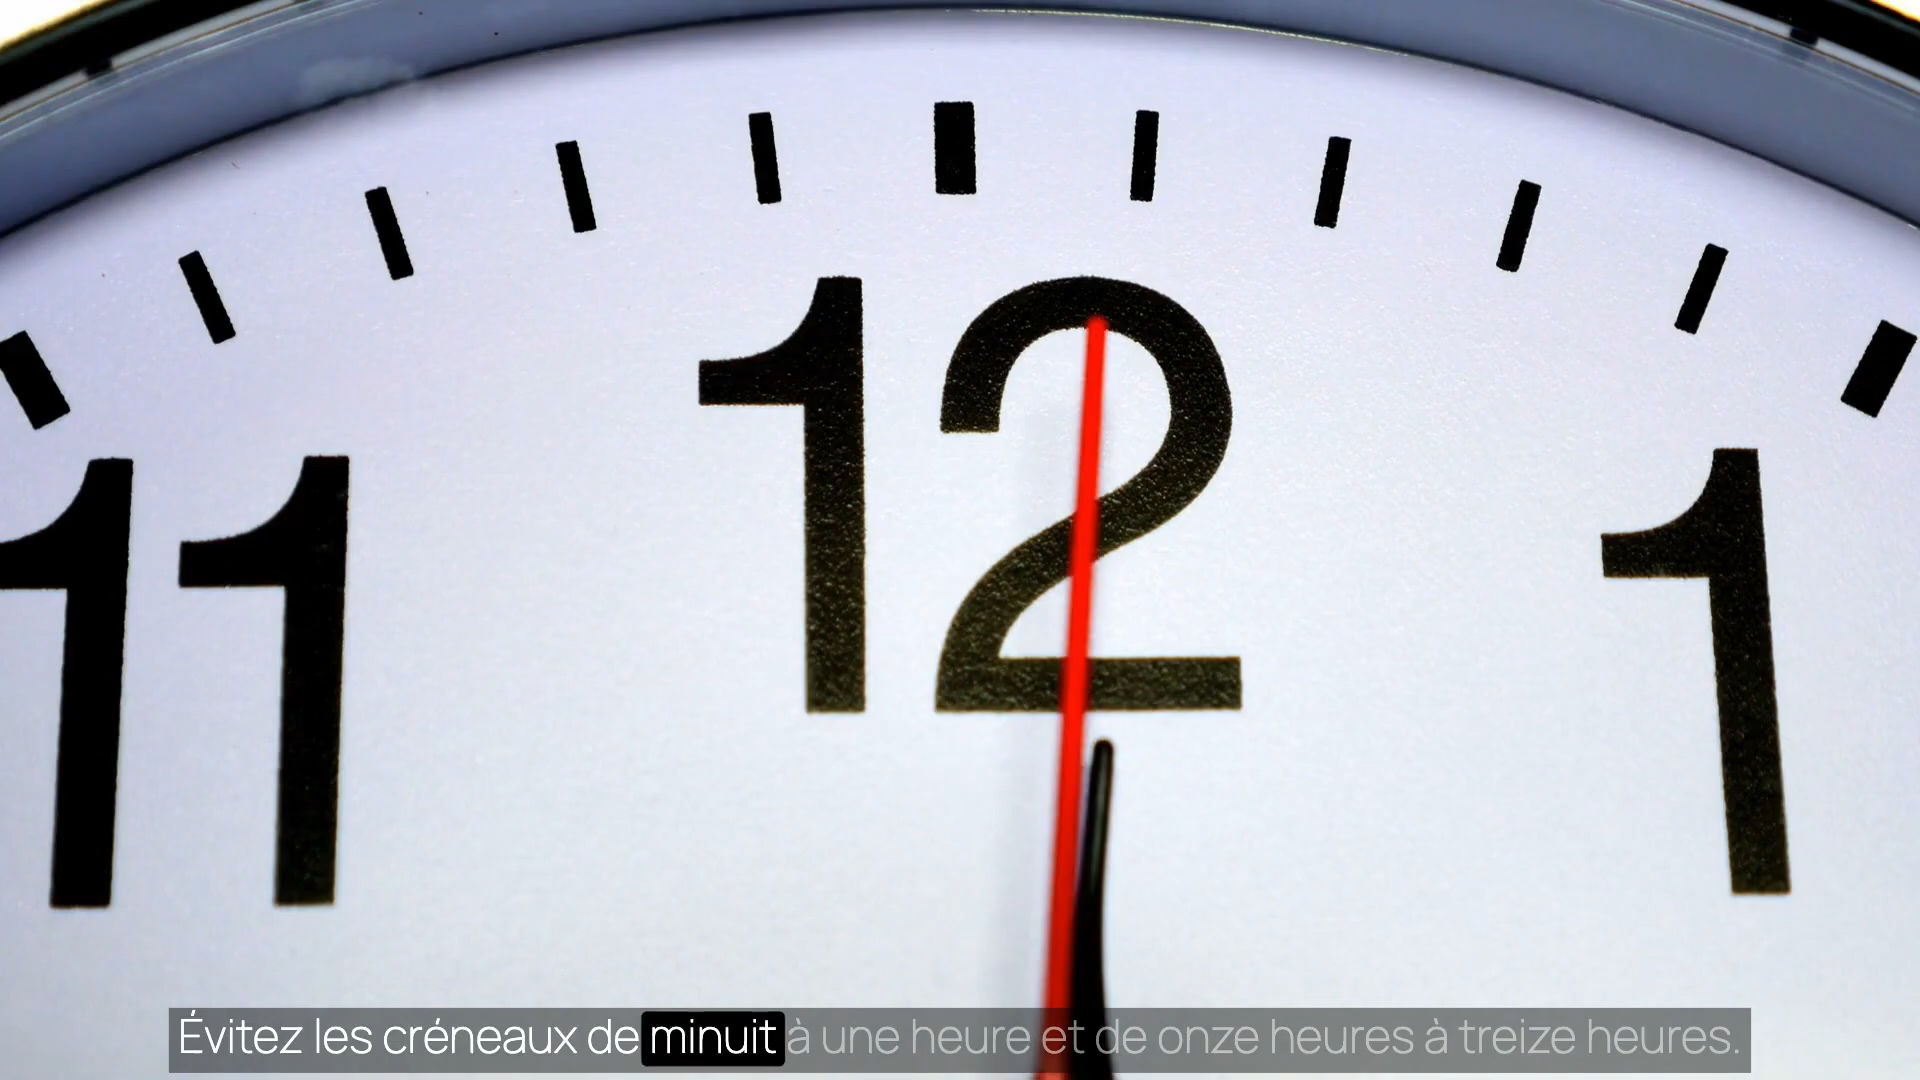 11
12
1
Évitez les créneaux de minuit à une heure et de onze heures à treize heures.